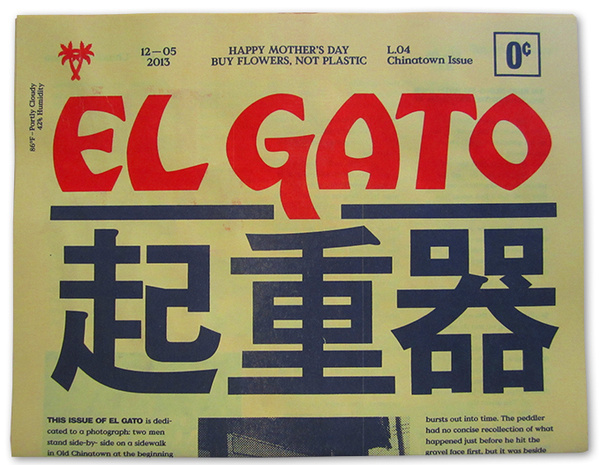 12—05
2013
HAPPY MOTHER'S DAY
BUY FLOWERS, NOT PLASTIC
L.04
Chinatown Issue
0¢
86°F – Partly Cloudy
42% Humidity
EL GATO
起重器
THIS ISSUE OF EL GATO is dedi-
cated to a photograph: two men
stand side-by- side on a sidewalk
in Old Chinatown at the beginning
bursts out into time. The peddler
had no concise recollection of what
happened just before he hit the
gravel face first, but it was beside